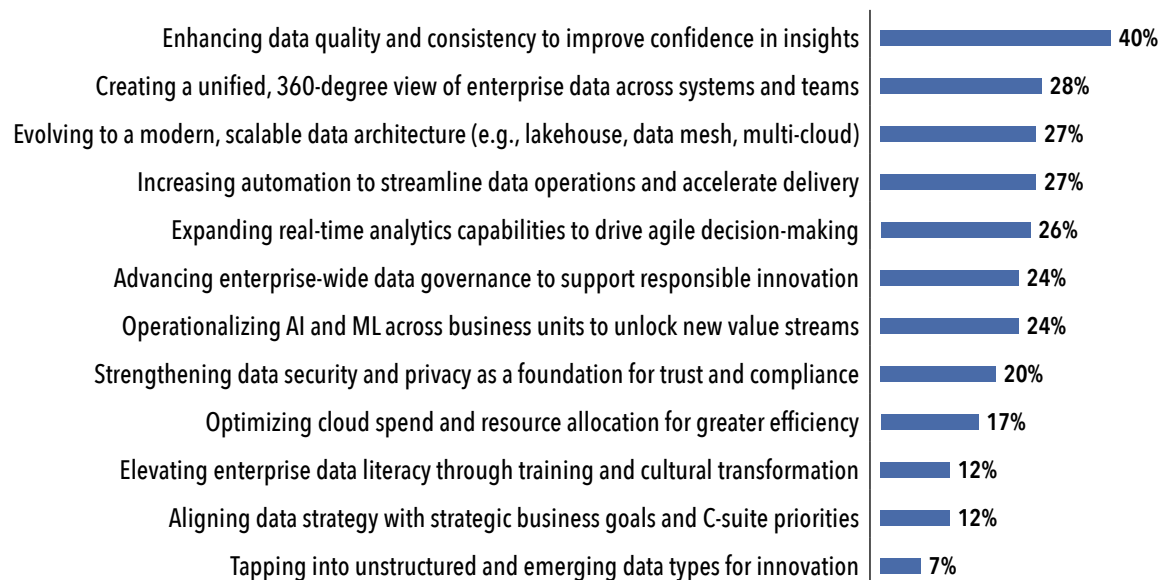 Enhancing data quality and consistency to improve confidence in insights 40%
Creating a unified, 360-degree view of enterprise data across systems and teams 28%
Evolving to a modern, scalable data architecture (e.g., lakehouse, data mesh, multi-cloud) 27%
Increasing automation to streamline data operations and accelerate delivery 27%
Expanding real-time analytics capabilities to drive agile decision-making 26%
Advancing enterprise-wide data governance to support responsible innovation 24%
Operationalizing AI and ML across business units to unlock new value streams 24%
Strengthening data security and privacy as a foundation for trust and compliance 20%
Optimizing cloud spend and resource allocation for greater efficiency 17%
Elevating enterprise data literacy through training and cultural transformation 12%
Aligning data strategy with strategic business goals and C-suite priorities 12%
Tapping into unstructured and emerging data types for innovation 7%